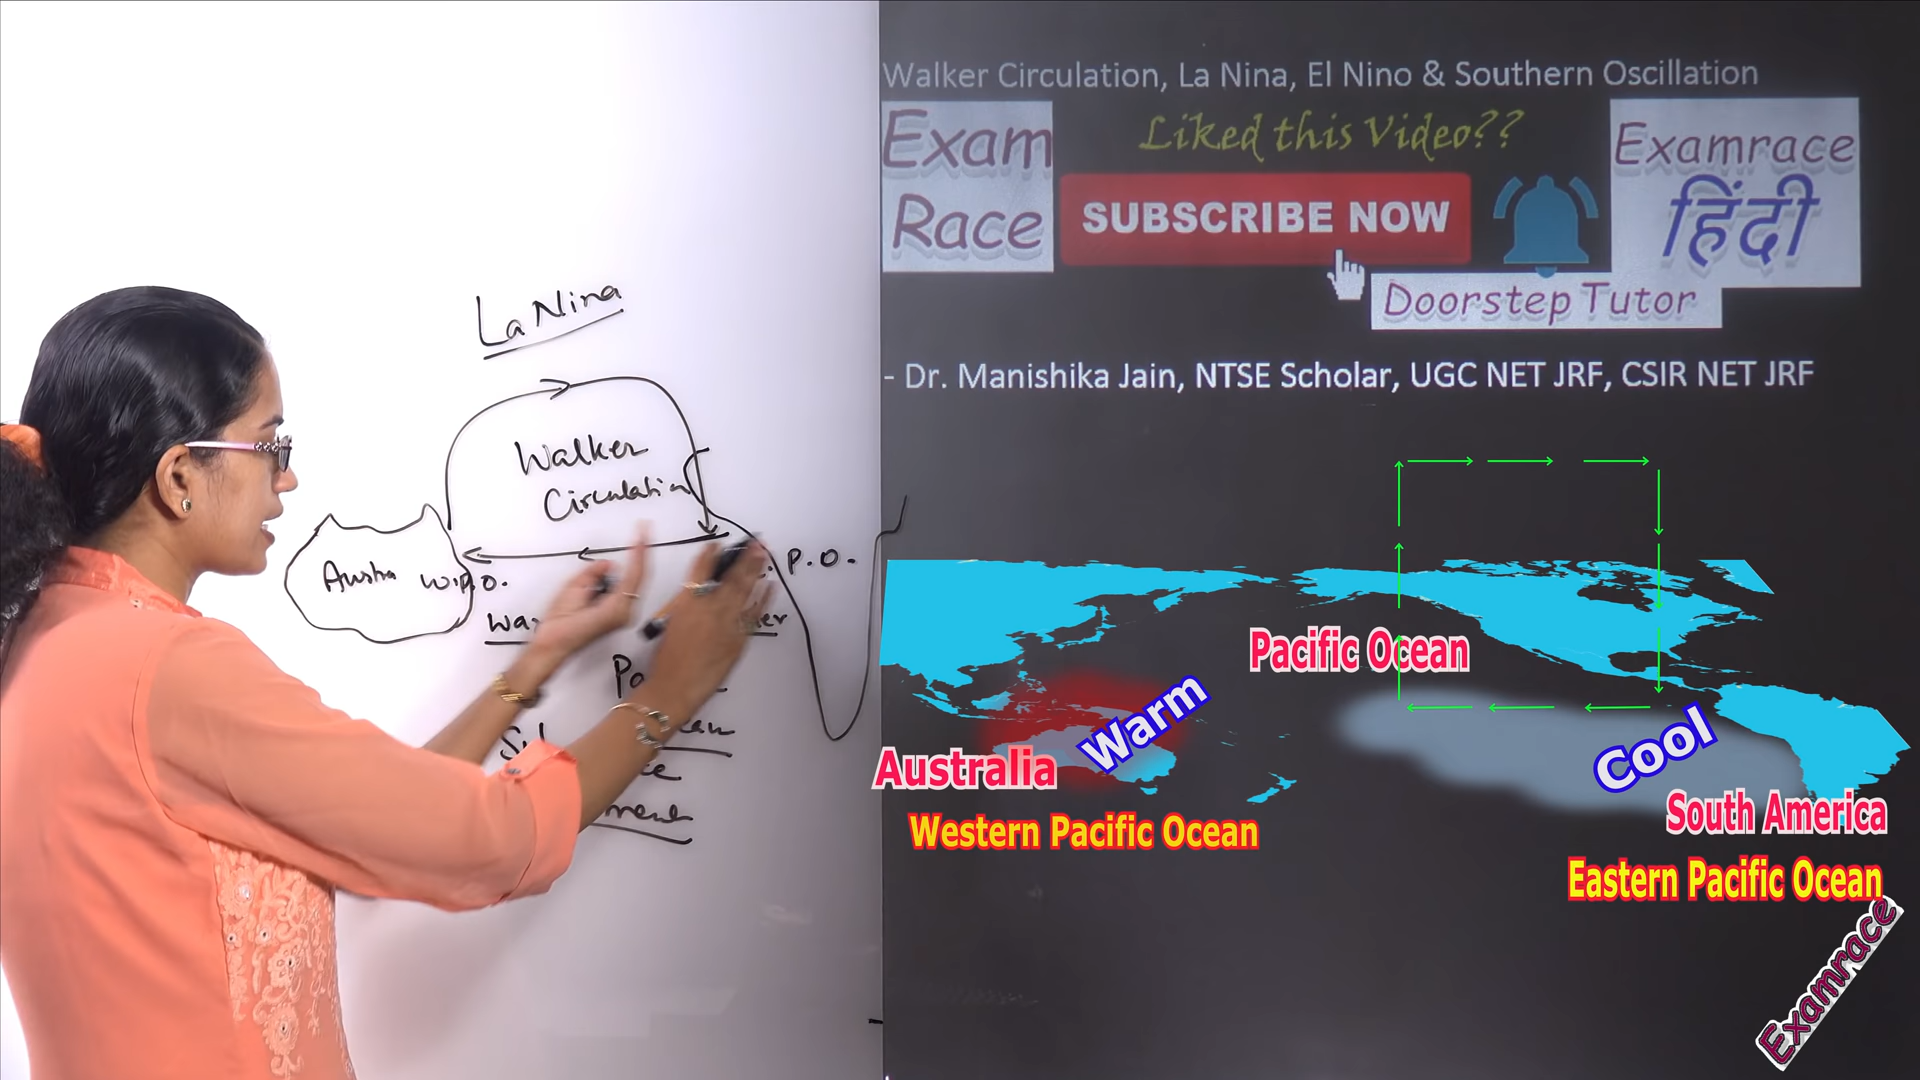 La Nina
Walker
Circulation
Austra W.P.O.
P.O.
Walker Circulation, La Nina, El Nino & Southern Oscillation
Exam
Race
Liked this Video??
SUBSCRIBE NOW
Examrace
हिंदी
Doorstep Tutor
- Dr. Manishika Jain, NTSE Scholar, UGC NET JRF, CSIR NET JRF
Pacific Ocean
Warm
Cool
Australia
South America
Western Pacific Ocean
Eastern Pacific Ocean
Examrace